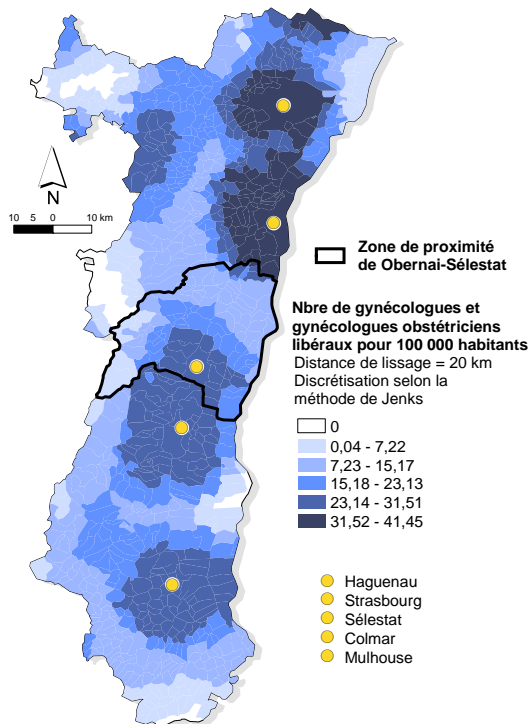 N
10 5 0 10 km
Zone de proximité
de Obernai-Sélestat
Nbre de gynécologues et
gynécologues obstétriciens
libéraux pour 100 000 habitants
Distance de lissage = 20 km
Discrétisation selon la
méthode de Jenks
0
0,04 - 7,22
7,23 - 15,17
15,18 - 23,13
23,14 - 31,51
31,52 - 41,45
Haguenau
Strasbourg
Sélestat
Colmar
Mulhouse